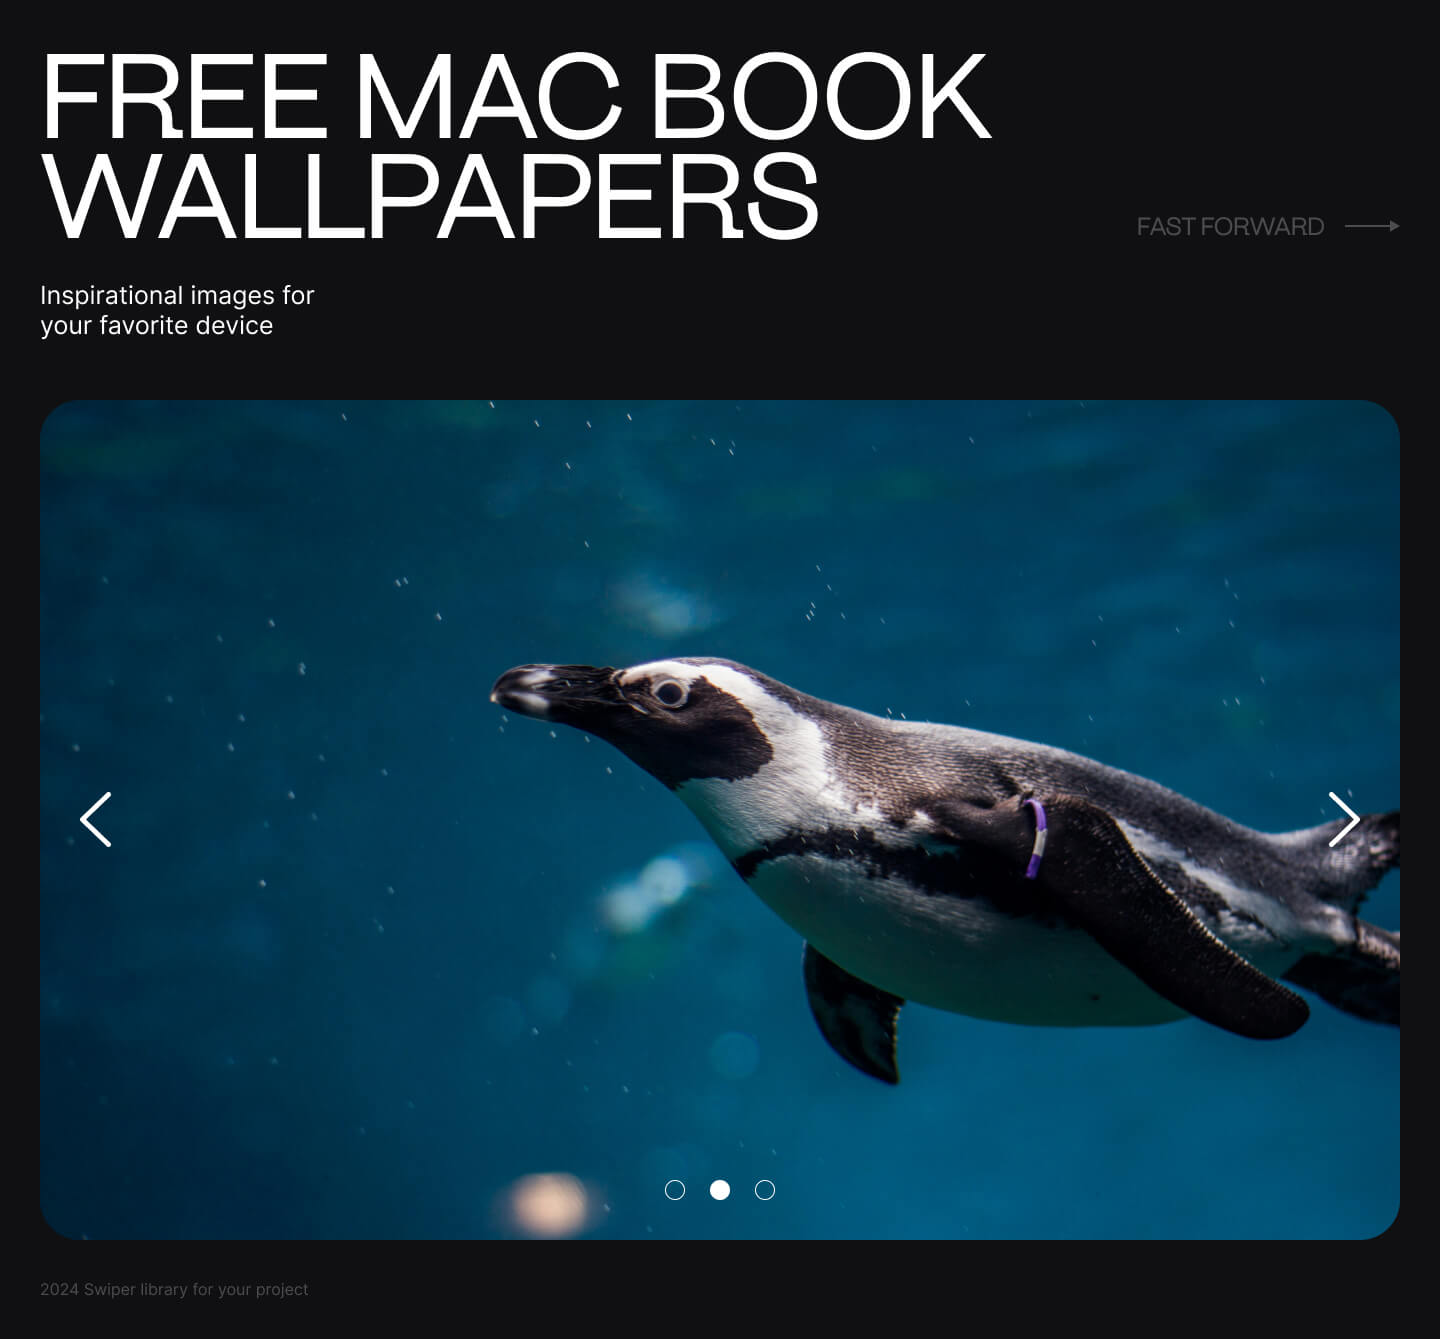 FREE MAC BOOK
WALLPAPERS
FAST FORWARD
Inspirational images for
your favorite device
2024 Swiper library for your project